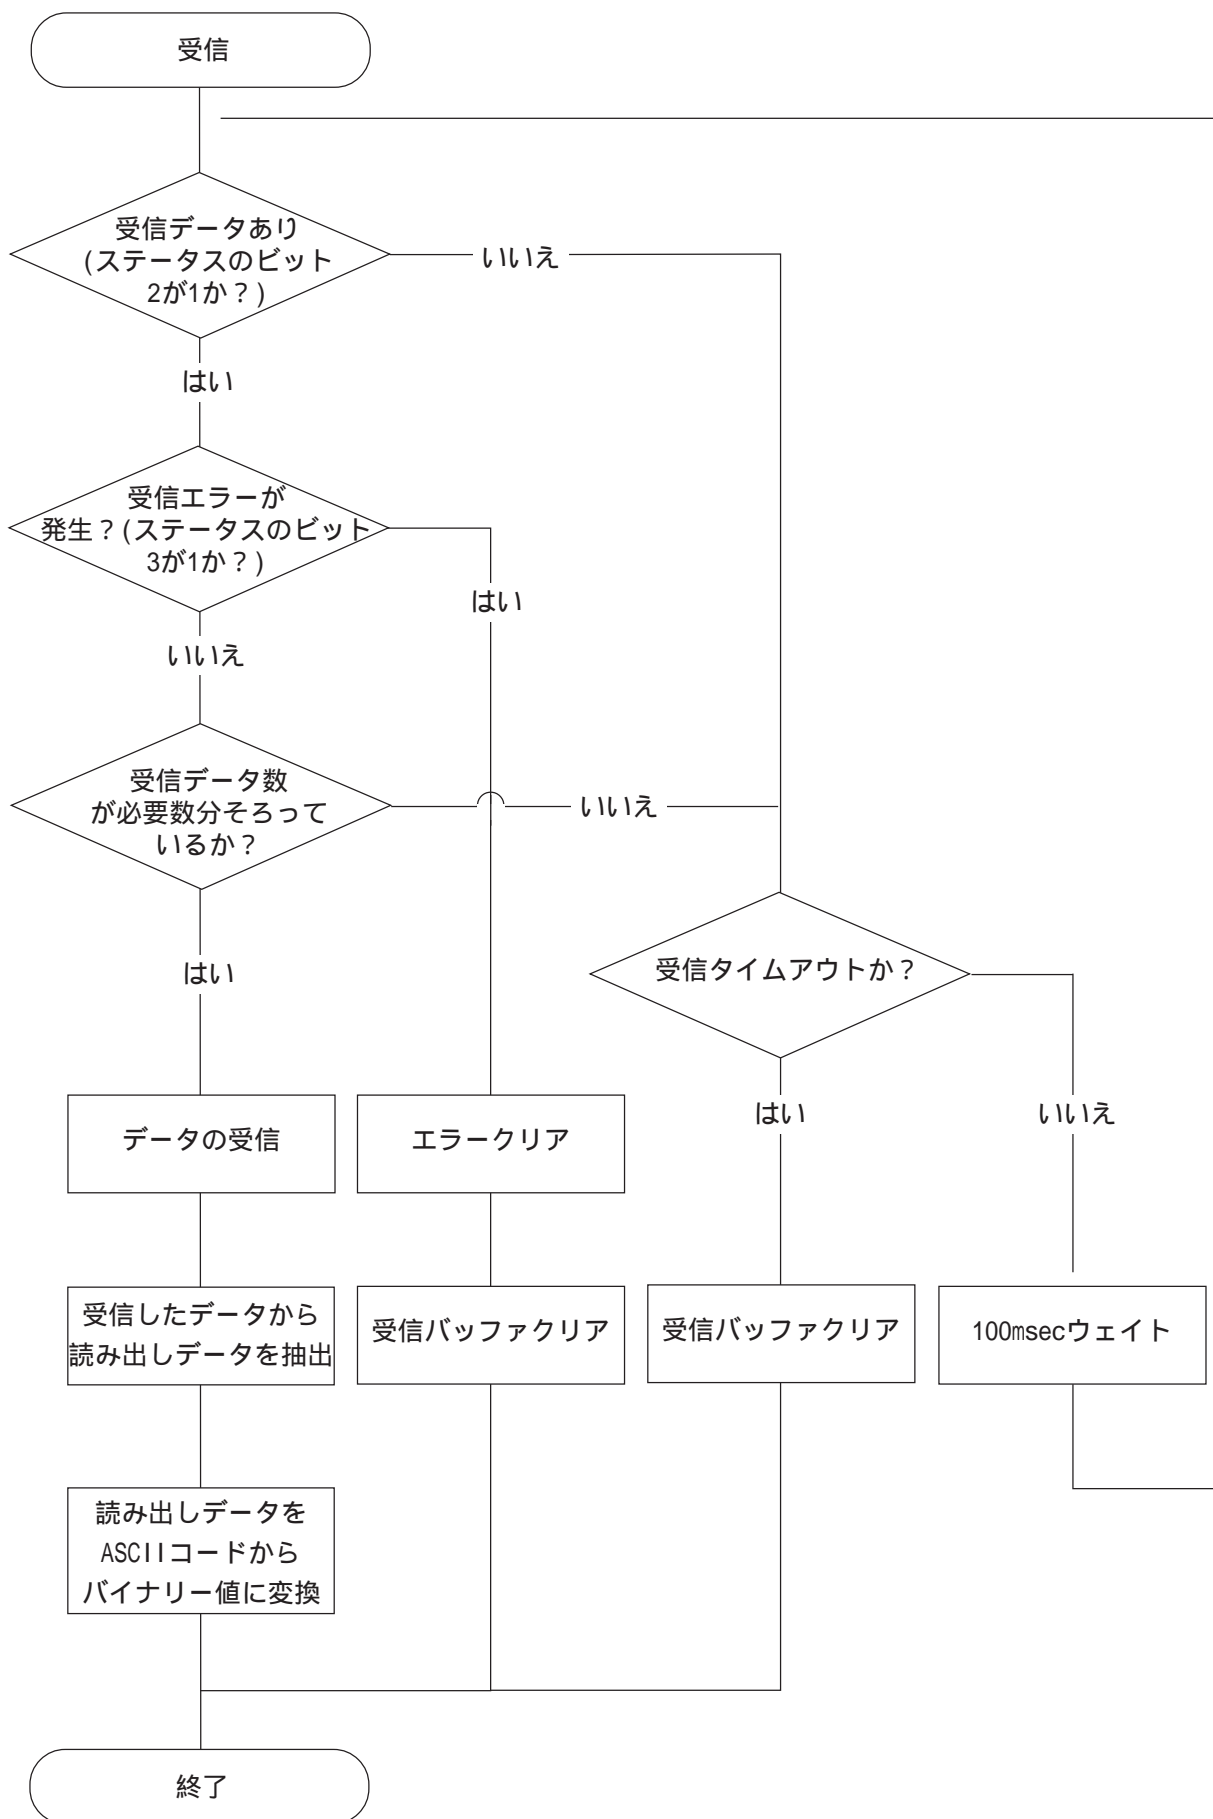 受信
受信データあり
(ステータスのビット
2が1か？)
いいえ
はい
受信エラーが
発生？(ステータスのビット
3が1か？)
はい
いいえ
受信データ数
が必要数分そろって
いるか？
いいえ
はい
受信タイムアウトか？
はい
いいえ
データの受信
エラークリア
受信したデータから
読み出しデータを抽出
受信バッファクリア
受信バッファクリア
100msecウェイト
読み出しデータを
ASCIIコードから
バイナリー値に変換
終了